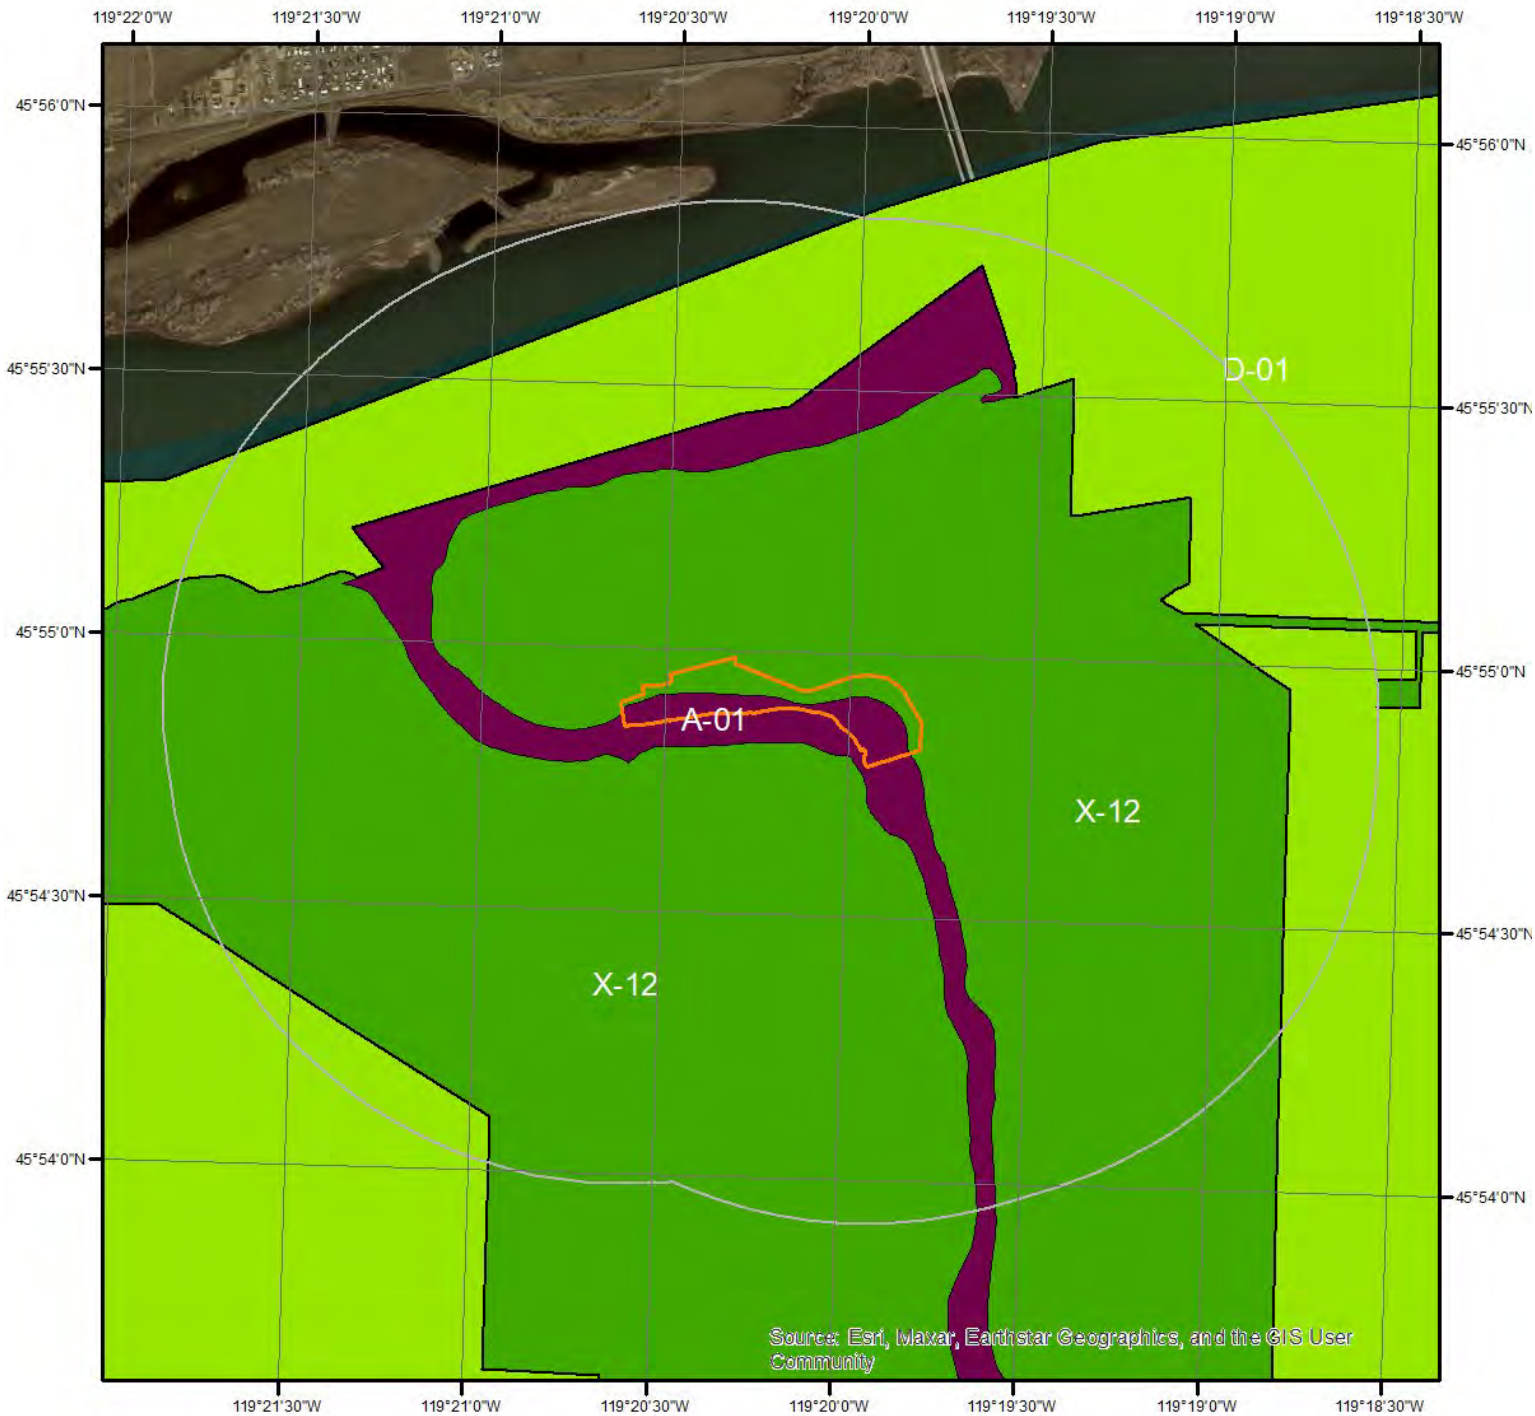 119°22'0"W 119°21'30"W 119°21'0"W 119°20'30"W 119°20'0"W 119°19'30"W 119°19'0"W 119°18'30"W
45°56'0"N
45°56'0"N
45°55'30"N
D-01
45°55'30"N
45°55'0"N
45°55'0"N
A-01
X-12
45°54'30"N
45°54'30"N
X-12
45°54'0"N
45°54'0"N
Source: Esri, Maxar, Earthstar Geographics, and the GIS User
Community
119°21'30"W 119°21'0"W 119°20'30"W 119°20'0"W 119°19'30"W 119°19'0"W 119°18'30"W